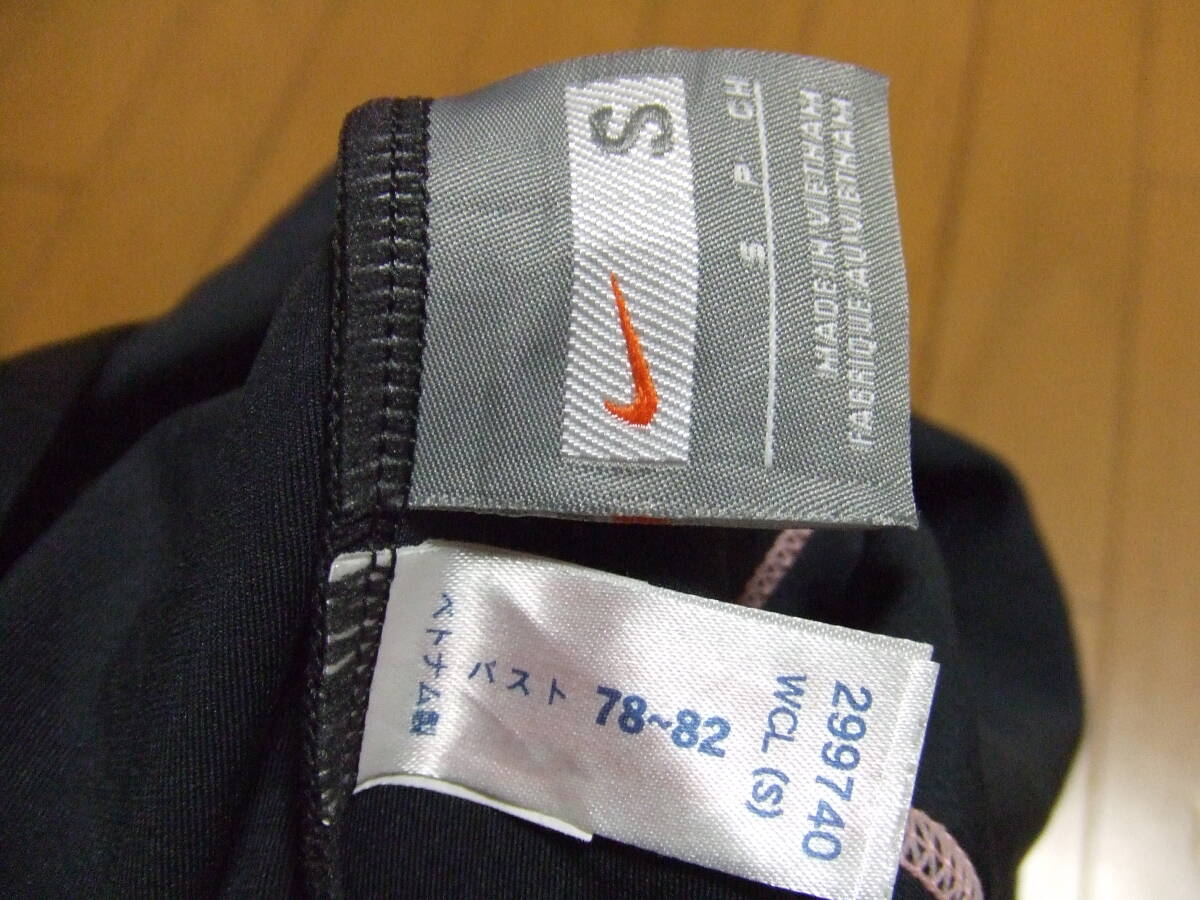 S
S P CH
MADE IN VIETNAM
FABRIQUE AU VIETNAM
299740
WCL (S)
バスト 78~82
ベトナム製